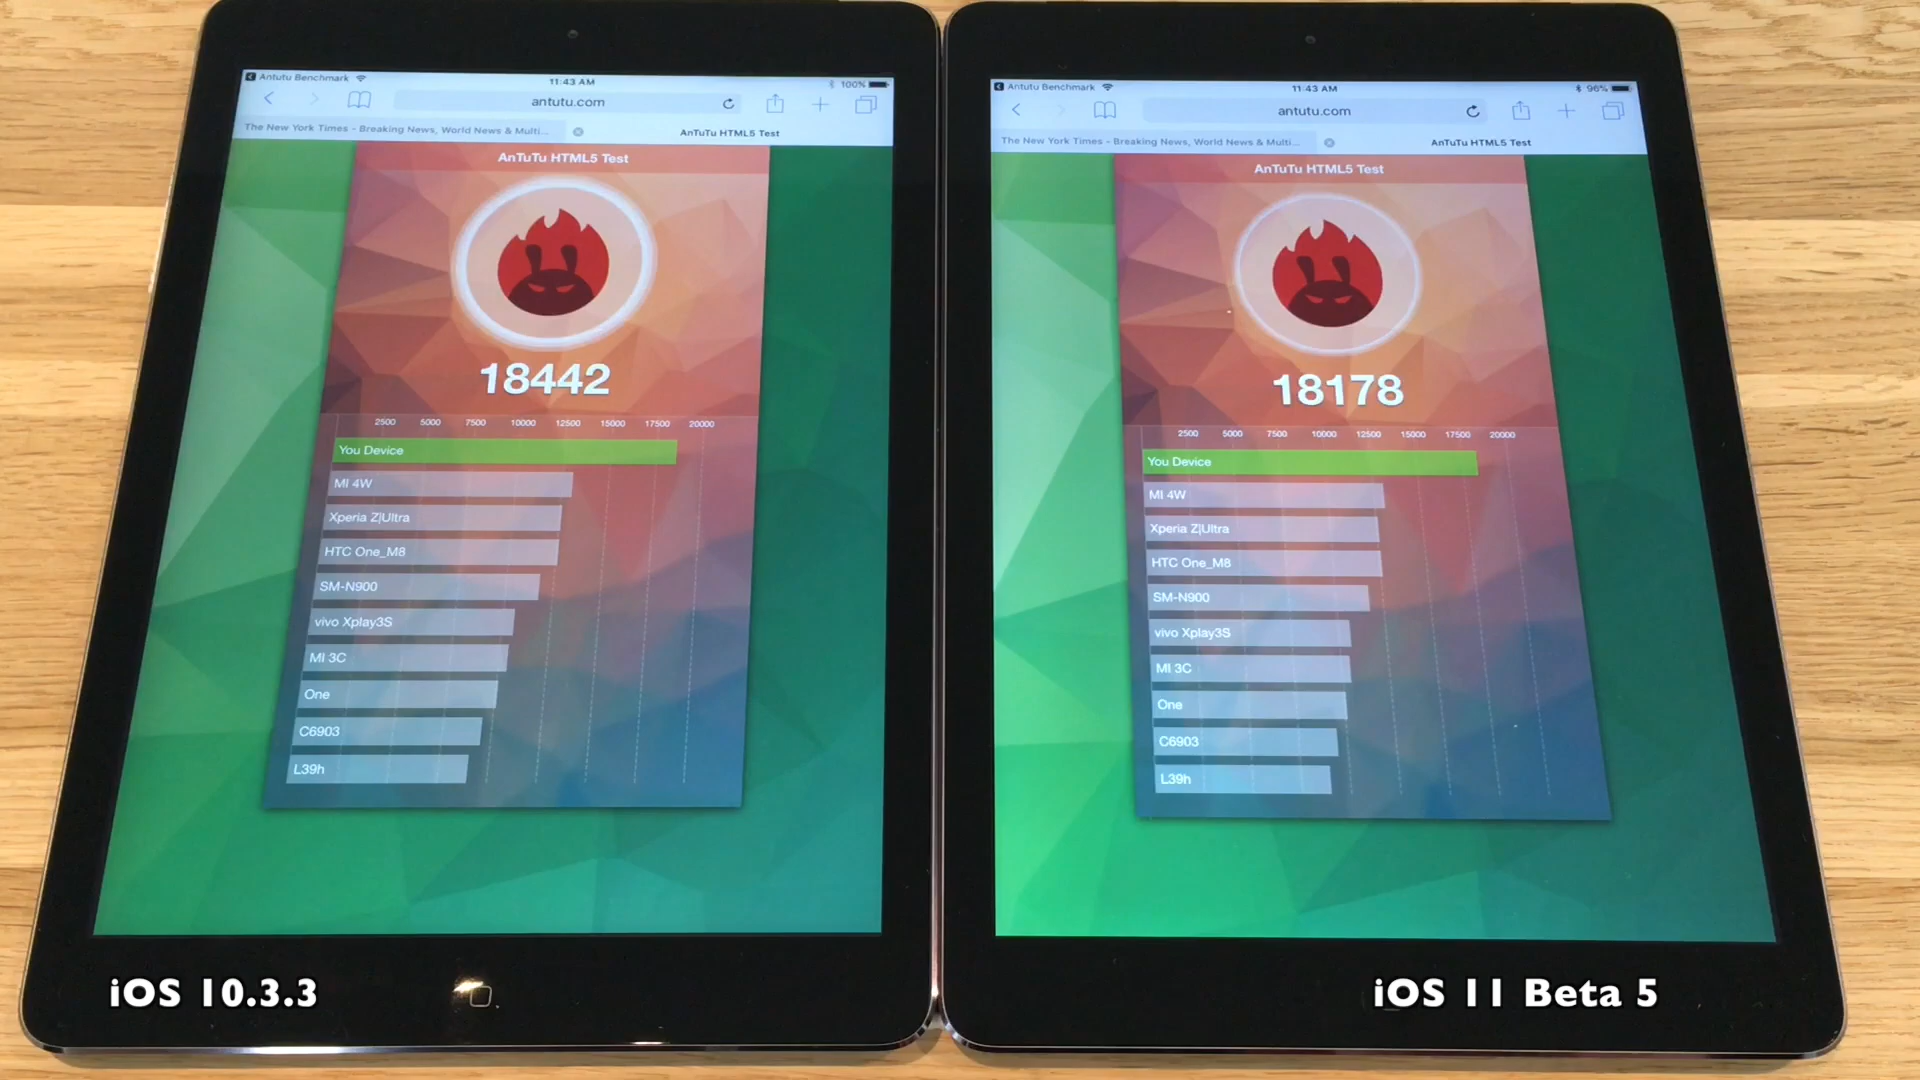 Antutu Benchmark
11:43 AM
100%
antutu.com
The New York Times - Breaking News, World News & Multi...
AnTuTu HTML5 Test
AnTuTu HTML5 Test
18442
2500 5000 7500 10000 12500 15000 17500 20000
You Device
MI 4W
Xperia Z|Ultra
HTC One_M8
SM-N900
vivo Xplay3S
MI 3C
One
C6903
L39h
iOS 10.3.3
Antutu Benchmark
11:43 AM
96%
antutu.com
The New York Times - Breaking News, World News & Multi...
AnTuTu HTML5 Test
AnTuTu HTML5 Test
18178
2500 5000 7500 10000 12500 15000 17500 20000
You Device
MI 4W
Xperia Z|Ultra
HTC One_M8
SM-N900
vivo Xplay3S
MI 3C
One
C6903
L39h
iOS 11 Beta 5